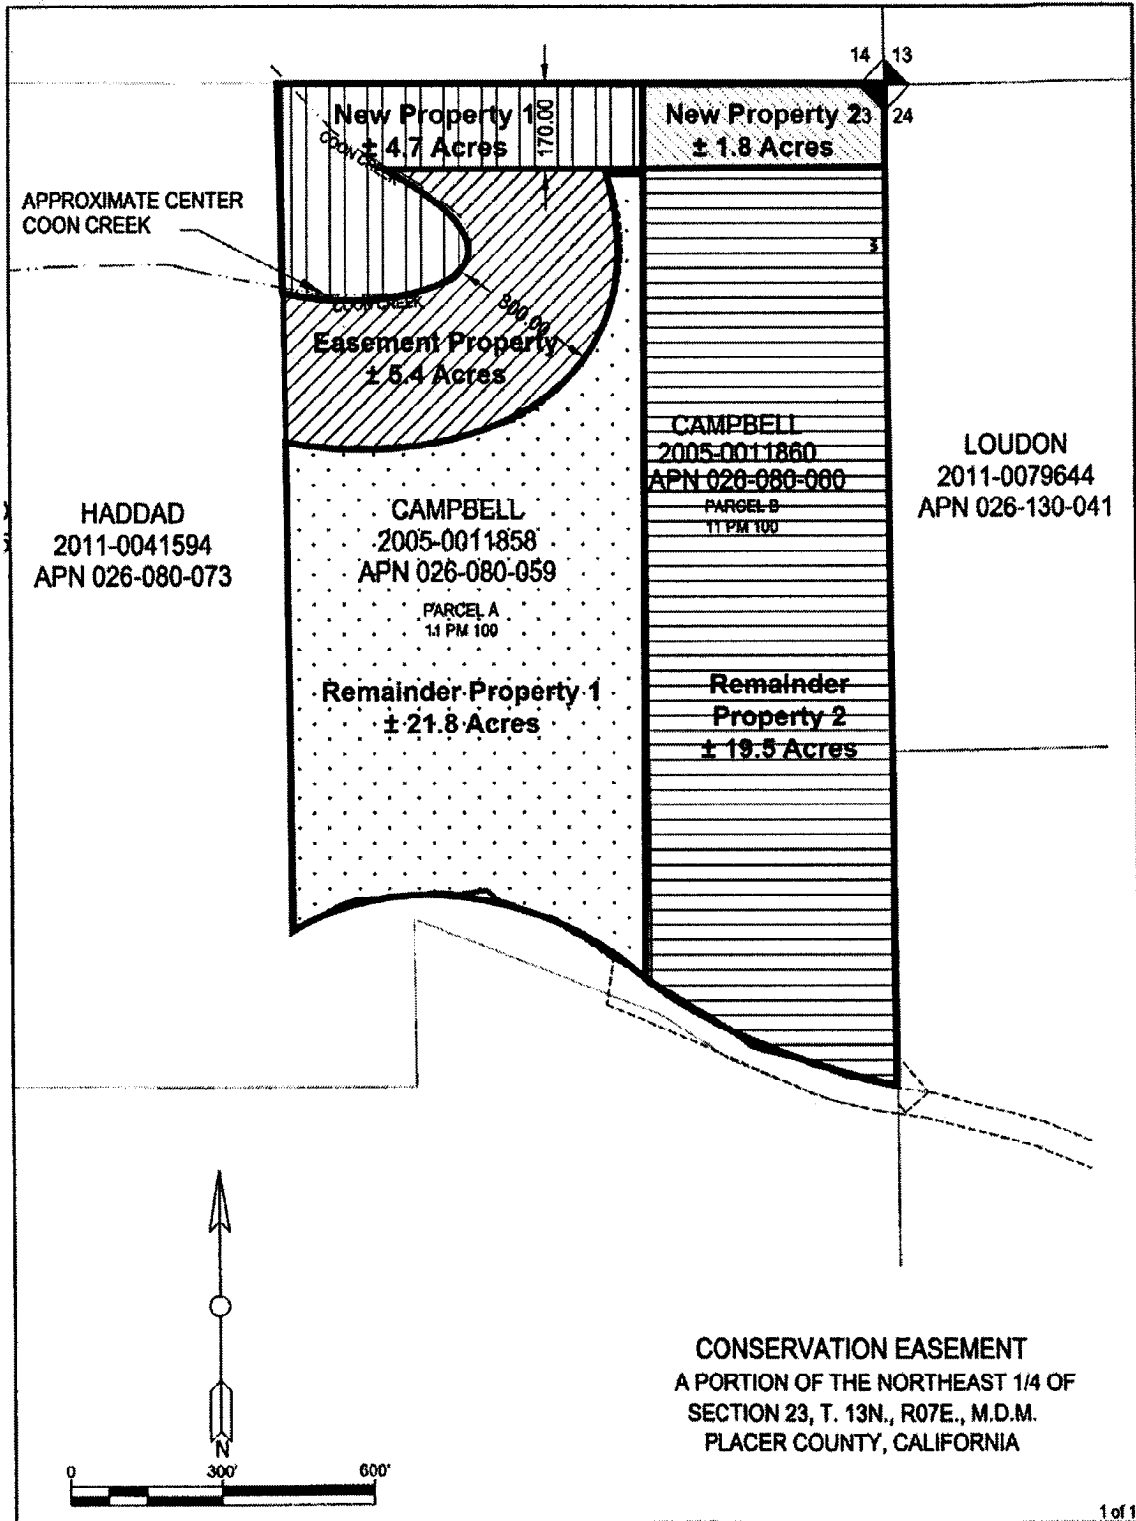 14 13
New Property 1
± 4.7 Acres
170.00
New Property 2
± 1.8 Acres
23 24
COON CREEK
APPROXIMATE CENTER
COON CREEK
COON CREEK
300.00
Easement Property
± 5.4 Acres
HADDAD
2011-0041594
APN 026-080-073
CAMPBELL
2005-0011858
APN 026-080-059
PARCEL A
11 PM 100
CAMPBELL
2005-0011860
APN 026-080-060
PARCEL B
11 PM 100
LOUDON
2011-0079644
APN 026-130-041
Remainder Property 1
± 21.8 Acres
Remainder
Property 2
± 19.5 Acres
N
0 300' 600'
CONSERVATION EASEMENT
A PORTION OF THE NORTHEAST 1/4 OF
SECTION 23, T. 13N., R07E., M.D.M.
PLACER COUNTY, CALIFORNIA
1 of 1